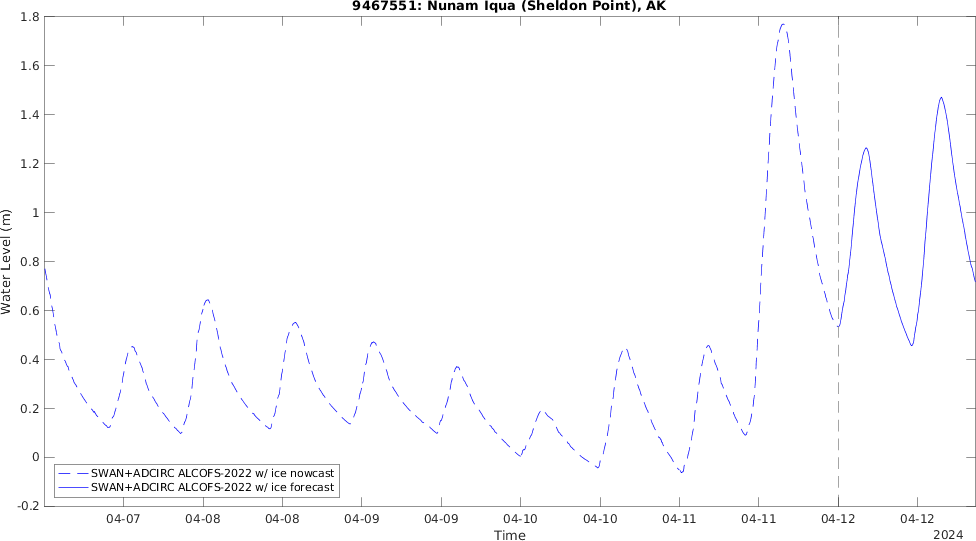 9467551: Nunam Iqua (Sheldon Point), AK
1.8
1.6
1.4
1.2
1
0.8
0.6
0.4
0.2
0
-0.2
Water Level (m)
SWAN+ADCIRC ALCOFS-2022 w/ ice nowcast
SWAN+ADCIRC ALCOFS-2022 w/ ice forecast
04-07 04-08 04-08 04-09 04-09 04-10 04-10 04-11 04-11 04-12 04-12
Time
2024